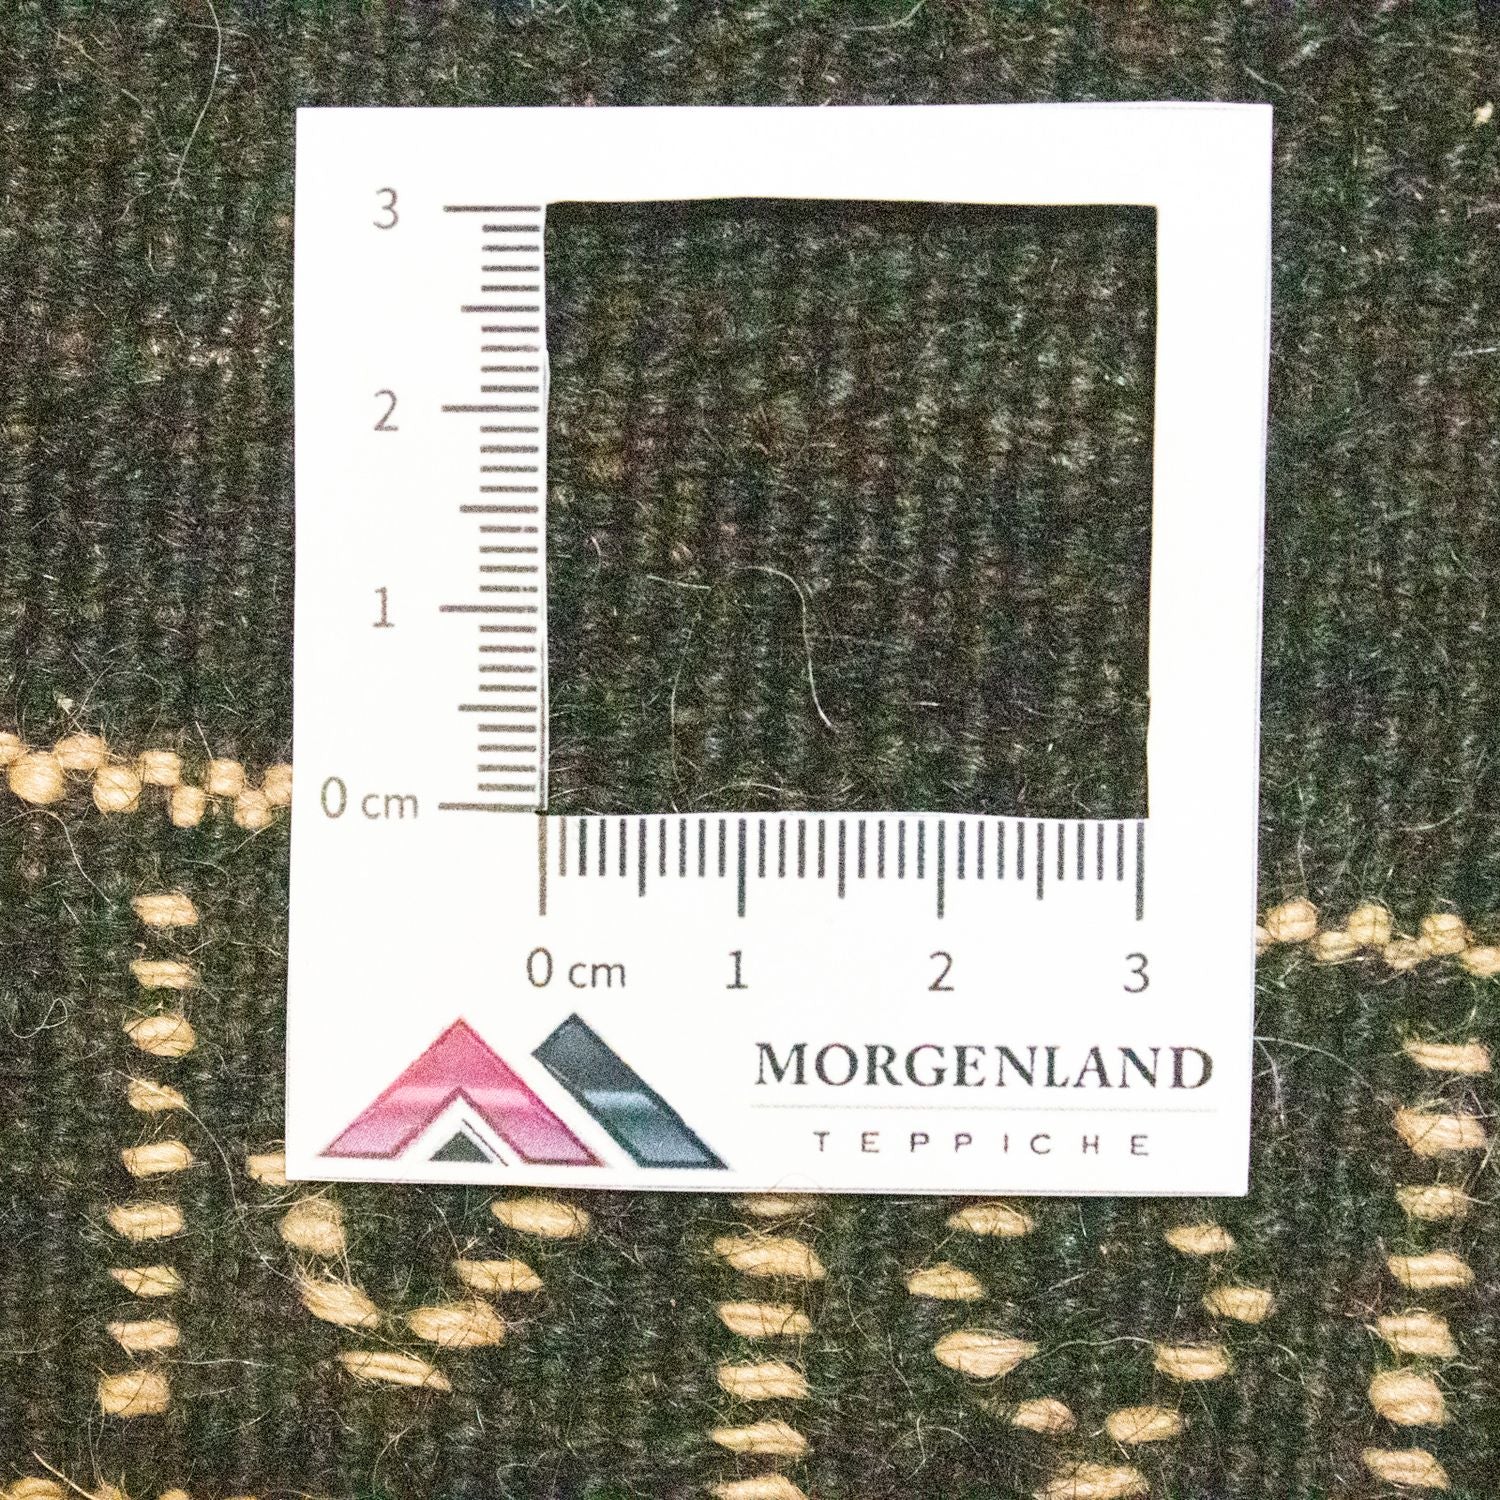 3
2
1
0 cm
0 cm 1 2 3
MORGENLAND
TEPPICHE